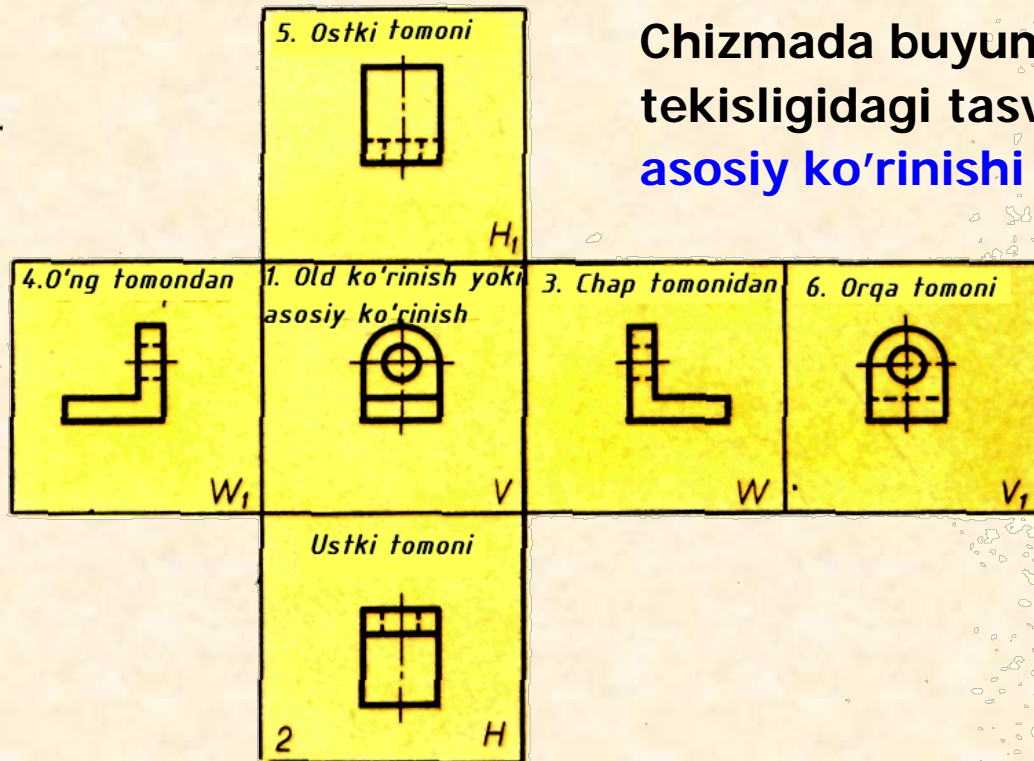 5. Ostki tomoni
H₁
Chizmada buyum
tekisligidagi
asosiy ko'rinishi
4.O'ng tomondan
W₁
1. Old ko'rinish yoki
asosiy ko'rinish
V
3. Chap tomonidan
W
6. Orqa tomoni
V₁
Ustki tomoni
2
H